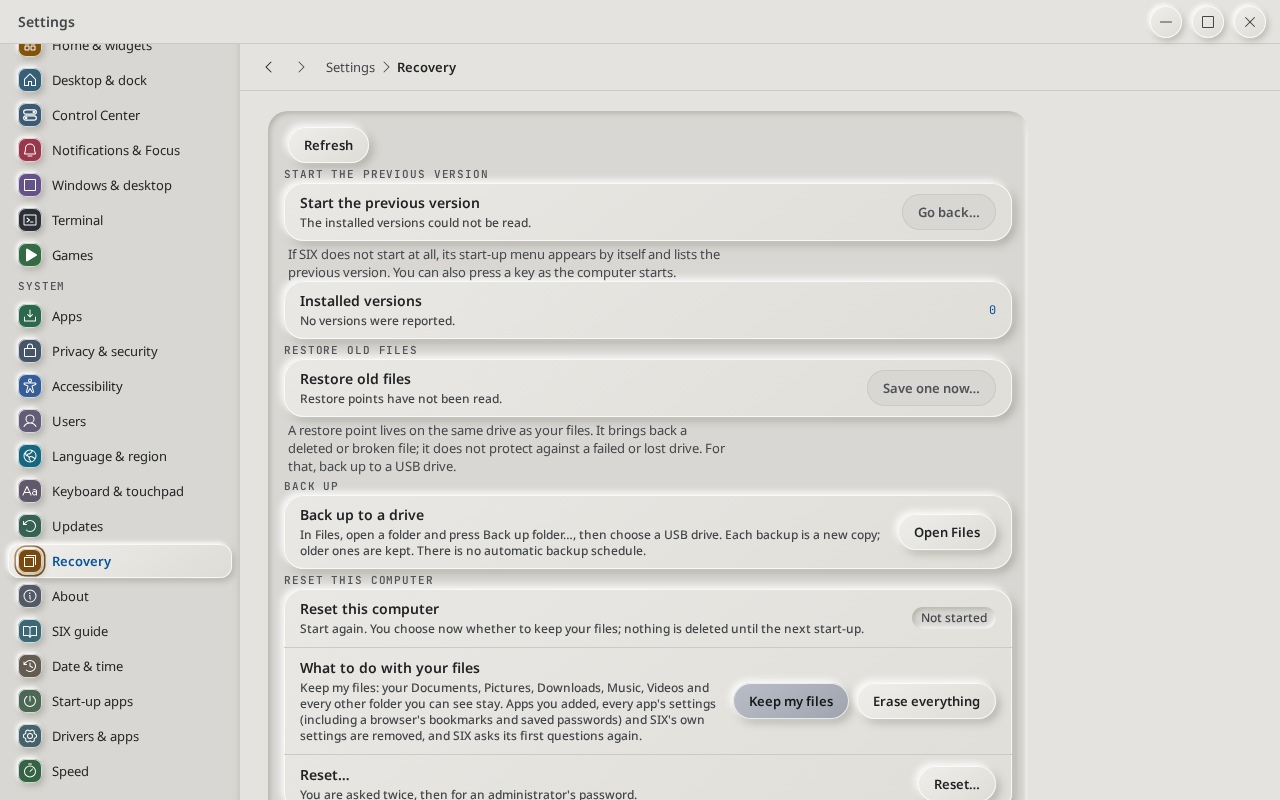 Settings
Home & widgets
Desktop & dock
Control Center
Notifications & Focus
Windows & desktop
Terminal
Games
SYSTEM
Apps
Privacy & security
Accessibility
Users
Language & region
Keyboard & touchpad
Updates
Recovery
About
SIX guide
Date & time
Start-up apps
Drivers & apps
Speed
Settings
Recovery
Refresh
START THE PREVIOUS VERSION
Start the previous version
The installed versions could not be read.
Go back...
If SIX does not start at all, its start-up menu appears by itself and lists the
previous version. You can also press a key as the computer starts.
Installed versions
No versions were reported.
0
RESTORE OLD FILES
Restore old files
Restore points have not been read.
Save one now...
A restore point lives on the same drive as your files. It brings back a
deleted or broken file; it does not protect against a failed or lost drive. For
that, back up to a USB drive.
BACK UP
Back up to a drive
In Files, open a folder and press Back up folder..., then choose a USB drive. Each backup is a new copy;
older ones are kept. There is no automatic backup schedule.
Open Files
RESET THIS COMPUTER
Reset this computer
Start again. You choose now whether to keep your files; nothing is deleted until the next start-up.
Not started
What to do with your files
Keep my files: your Documents, Pictures, Downloads, Music, Videos and
every other folder you can see stay. Apps you added, every app's settings
(including a browser's bookmarks and saved passwords) and SIX's own
settings are removed, and SIX asks its first questions again.
Keep my files
Erase everything
Reset...
You are asked twice, then for an administrator's password.
Reset...